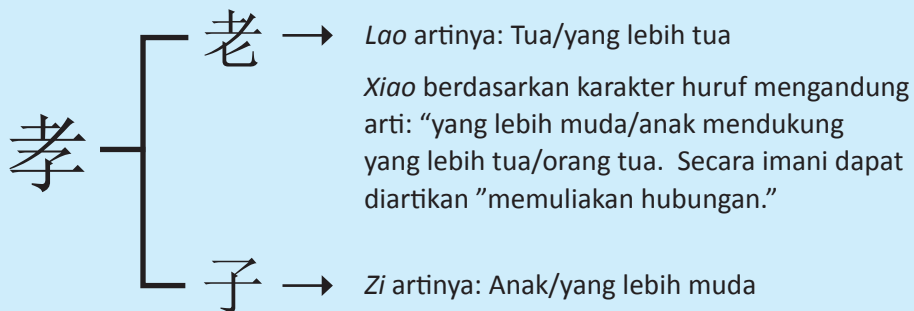 老 → Lao artinya: Tua/yang lebih tua
孝
Xiao berdasarkan karakter huruf mengandung
arti: “yang lebih muda/anak mendukung
yang lebih tua/orang tua. Secara imani dapat
diartikan ”memuliakan hubungan.”
子 → Zi artinya: Anak/yang lebih muda